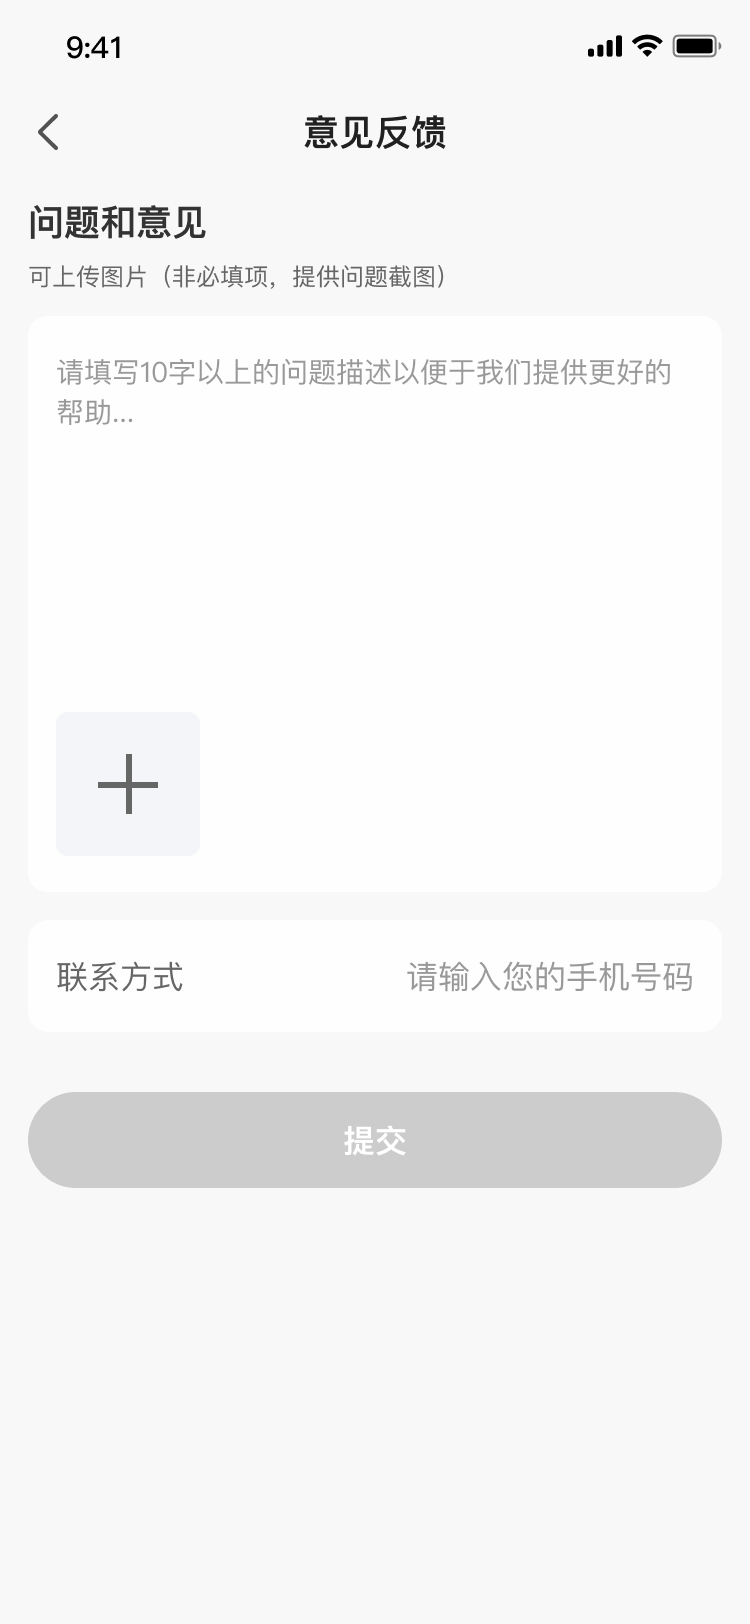 9:41
意见反馈
问题和意见
可上传图片（非必填项，提供问题截图）
请填写10字以上的问题描述以便于我们提供更好的
帮助...
联系方式 请输入您的手机号码
提交